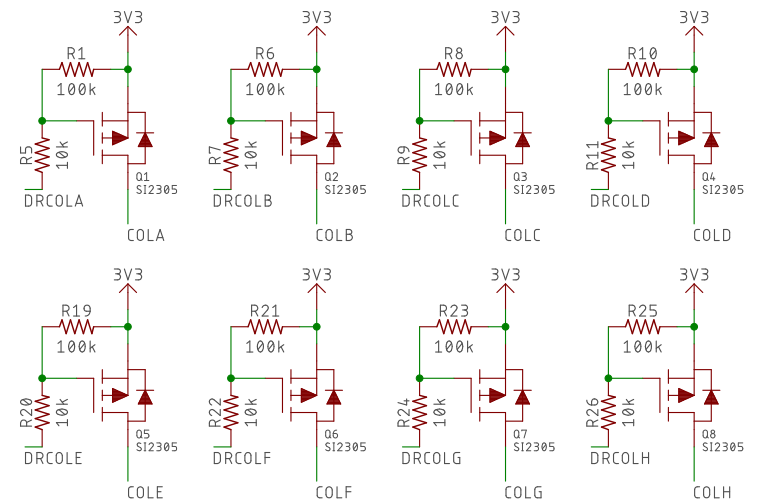 3V3 3V3 3V3 3V3
R1 R6 R8 R10
100k 100k 100k 100k
R5 10k R7 10k R9 10k R11 10k
Q1 Q2 Q3 Q4
SI2305 SI2305 SI2305 SI2305
DRCOLA DRCOLB DRCOLC DRCOLD
COLA COLB COLC COLD
3V3 3V3 3V3 3V3
R19 R21 R23 R25
100k 100k 100k 100k
R20 10k R22 10k R24 10k R26 10k
Q5 Q6 Q7 Q8
SI2305 SI2305 SI2305 SI2305
DRCOLE DRCOLF DRCOLG DRCOLH
COLE COLF COLG COLH